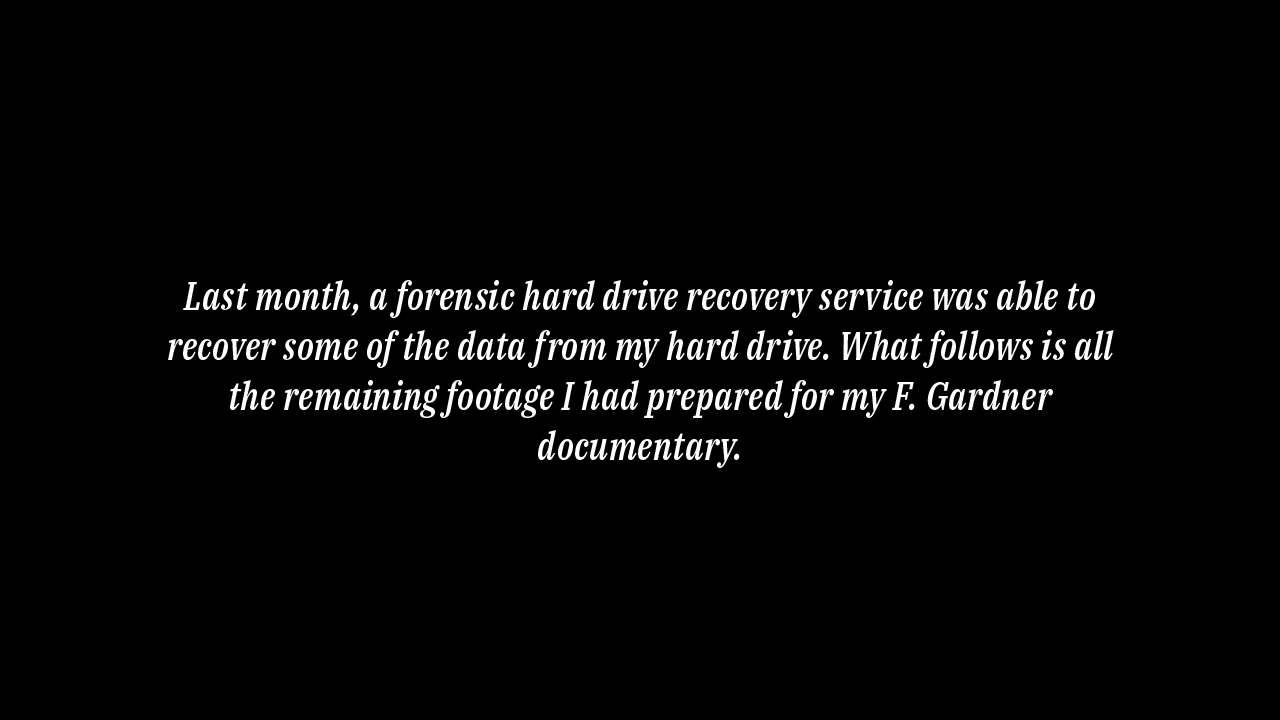 Last month, a forensic hard drive recovery service was able to
recover some of the data from my hard drive. What follows is all
the remaining footage I had prepared for my F. Gardner
documentary.